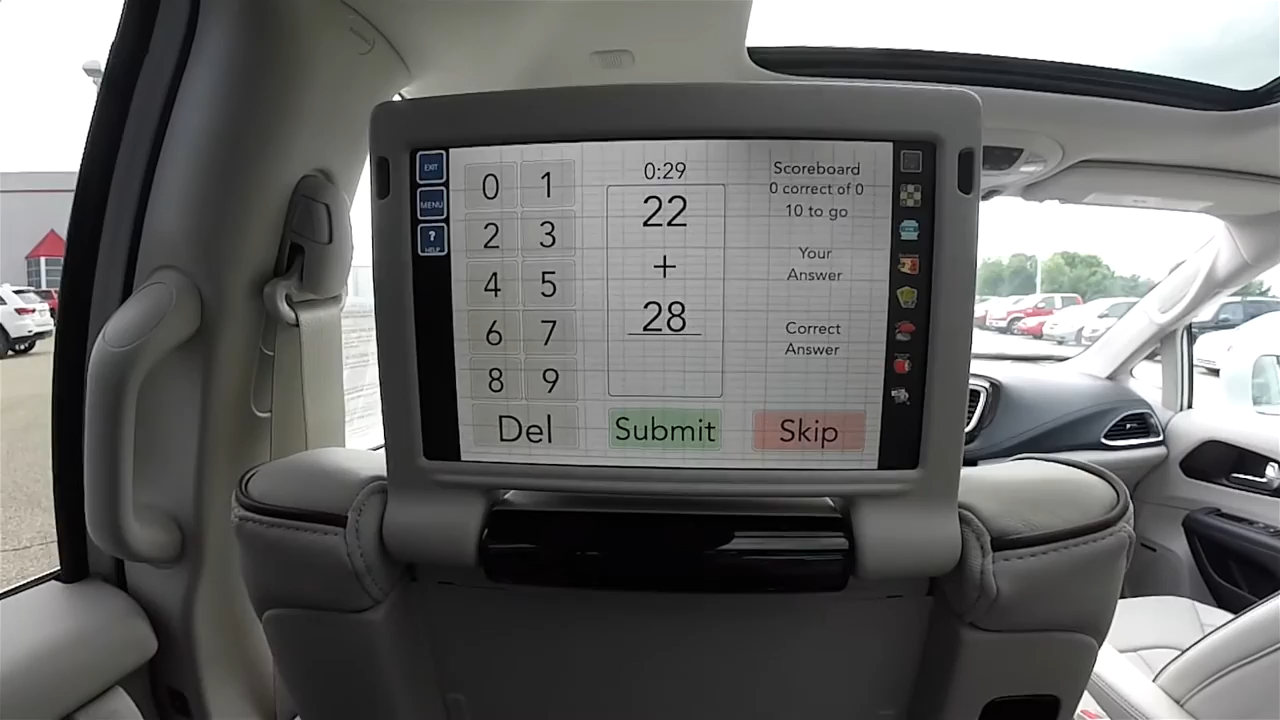 EXIT
MENU
?
HELP
0 1
2 3
4 5
6 7
8 9
Del
0:29
22
+
28
Submit
Scoreboard
0 correct of 0
10 to go
Your
Answer
Correct
Answer
Skip